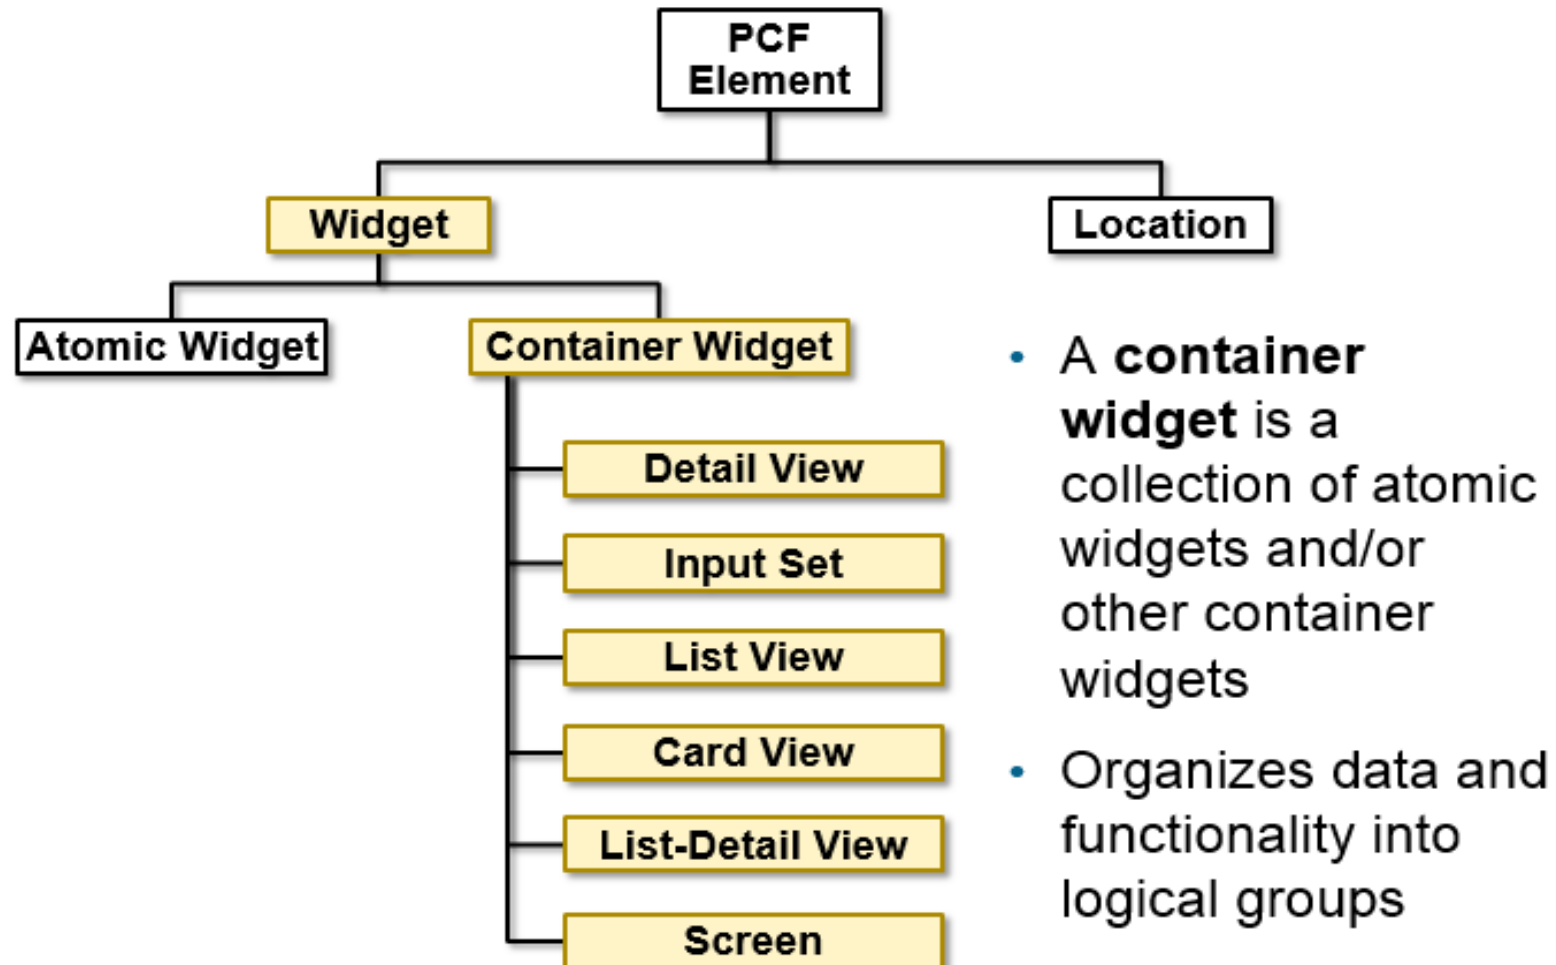 PCF
Element
Widget
Location
Atomic Widget
Container Widget
Detail View
Input Set
List View
Card View
List-Detail View
Screen
• A container
widget is a
collection of atomic
widgets and/or
other container
widgets
• Organizes data and
functionality into
logical groups